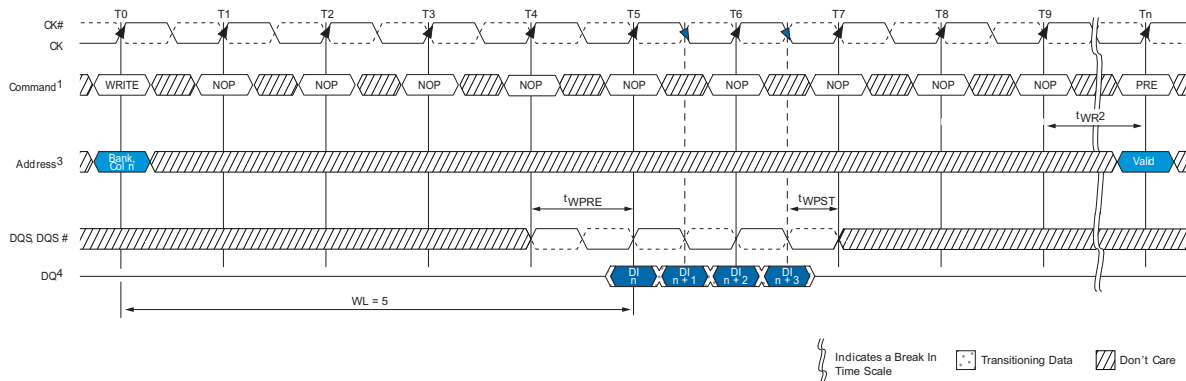 T0 T1 T2 T3 T4 T5 T6 T7 T8 T9 Tn
CK#
CK
Command1 WRITE NOP NOP NOP NOP NOP NOP NOP NOP NOP PRE
tWR2
Address3 Bank, Col n Valid
tWPRE tWPST
DQS, DQS #
DQ4 DI n DI n + 1 DI n + 2 DI n + 3
WL = 5
Indicates a Break In
Time Scale
Transitioning Data
Don't Care